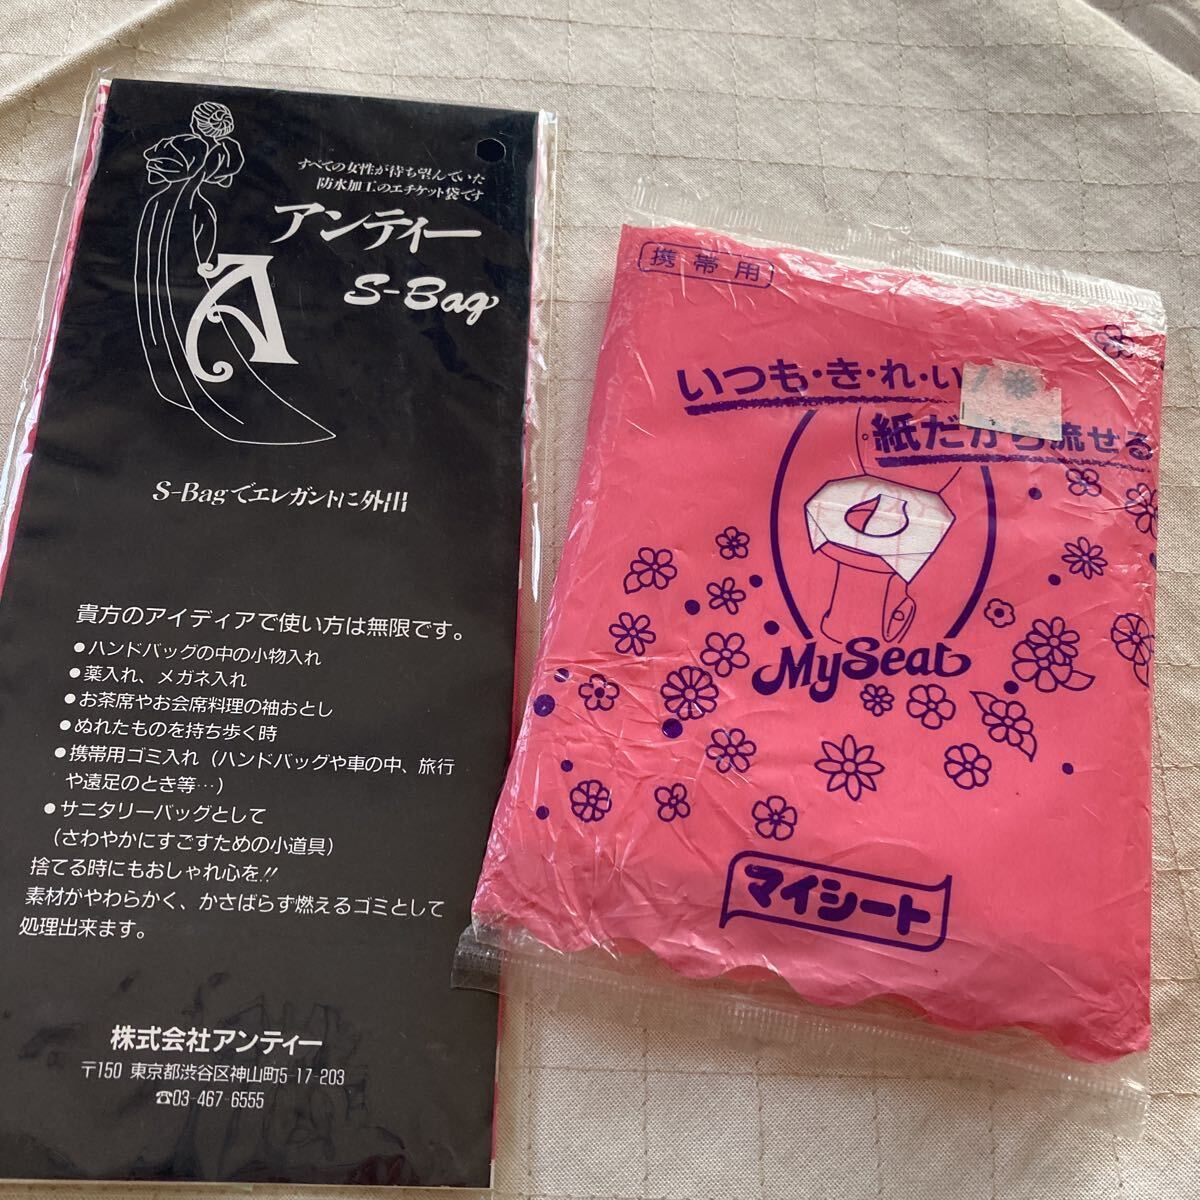 すべての女性が待ち望んでいた
防水加工のエチケット袋です
アンティー
S-Bag
A
S-Bagでエレガントに外出
貴方のアイディアで使い方は無限です。
●ハンドバッグの中の小物入れ
●薬入れ、メガネ入れ
●お茶席やお会席料理の袖おとし
●ぬれたものを持ち歩く時
●携帯用ゴミ入れ（ハンドバッグや車の中、旅行
や遠足のとき等…）
●サニタリーバッグとして
（さわやかにすごすための小道具）
捨てる時にもおしゃれ心を!!
素材がやわらかく、かさばらず燃えるゴミとして
処理出来ます。
株式会社アンティー
〒150 東京都渋谷区神山町5-17-203
☎03-467-6555
携帯用
いつも・き・れ・い
紙だから流せる
MySeat
マイシート